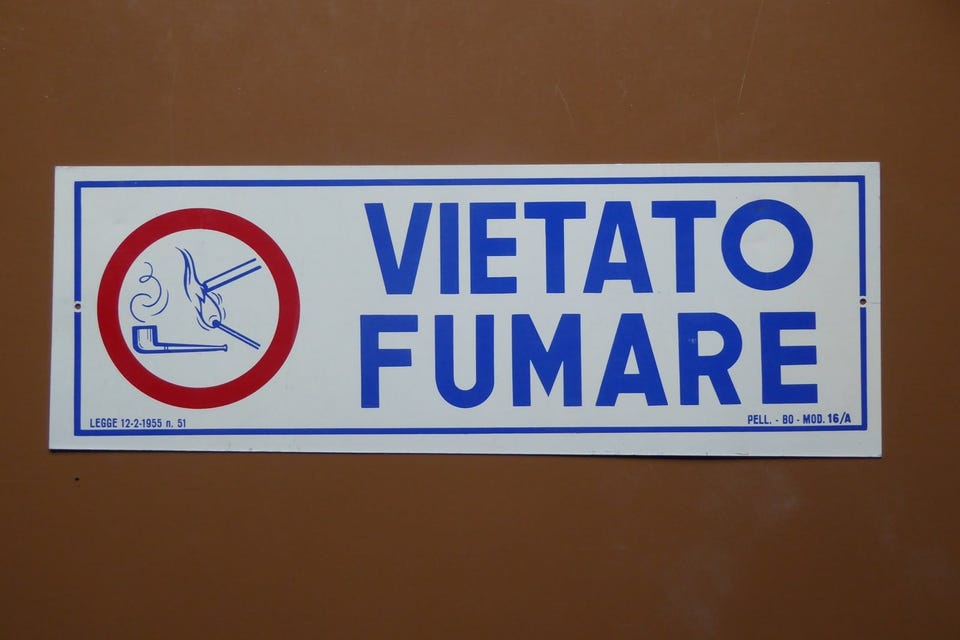 VIETATO
FUMARE
LEGGE 12-2-1955 n. 51
PELL. - BO - MOD. 16/A